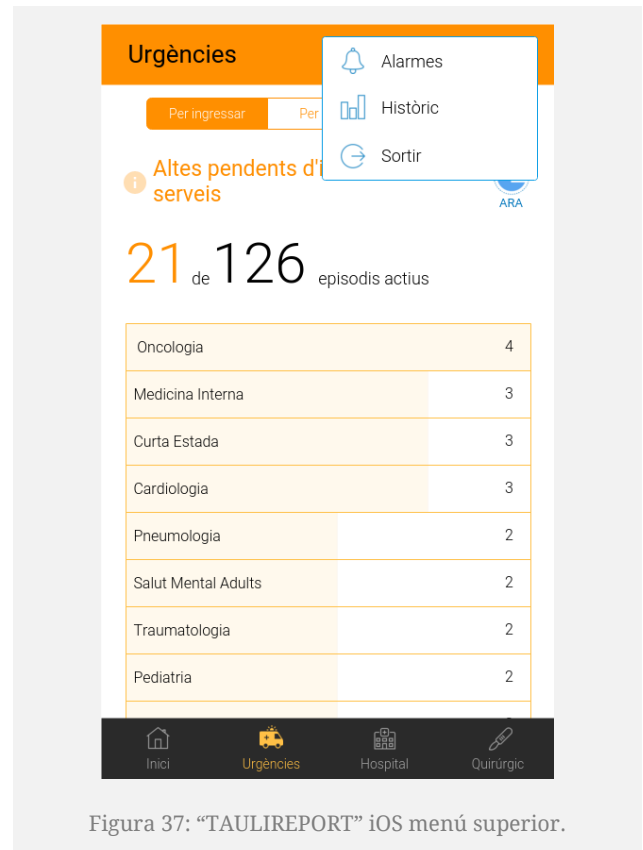 Urgències
Alarmes
Històric
Sortir
Per ingressar
Per
Altes pendents d'i
serveis
ARA
21 de 126 episodis actius
Oncologia 4
Medicina Interna 3
Curta Estada 3
Cardiologia 3
Pneumologia 2
Salut Mental Adults 2
Traumatologia 2
Pediatria 2
Inici
Urgències
Hospital
Quirúrgic
Figura 37: “TAULIREPORT” iOS menú superior.